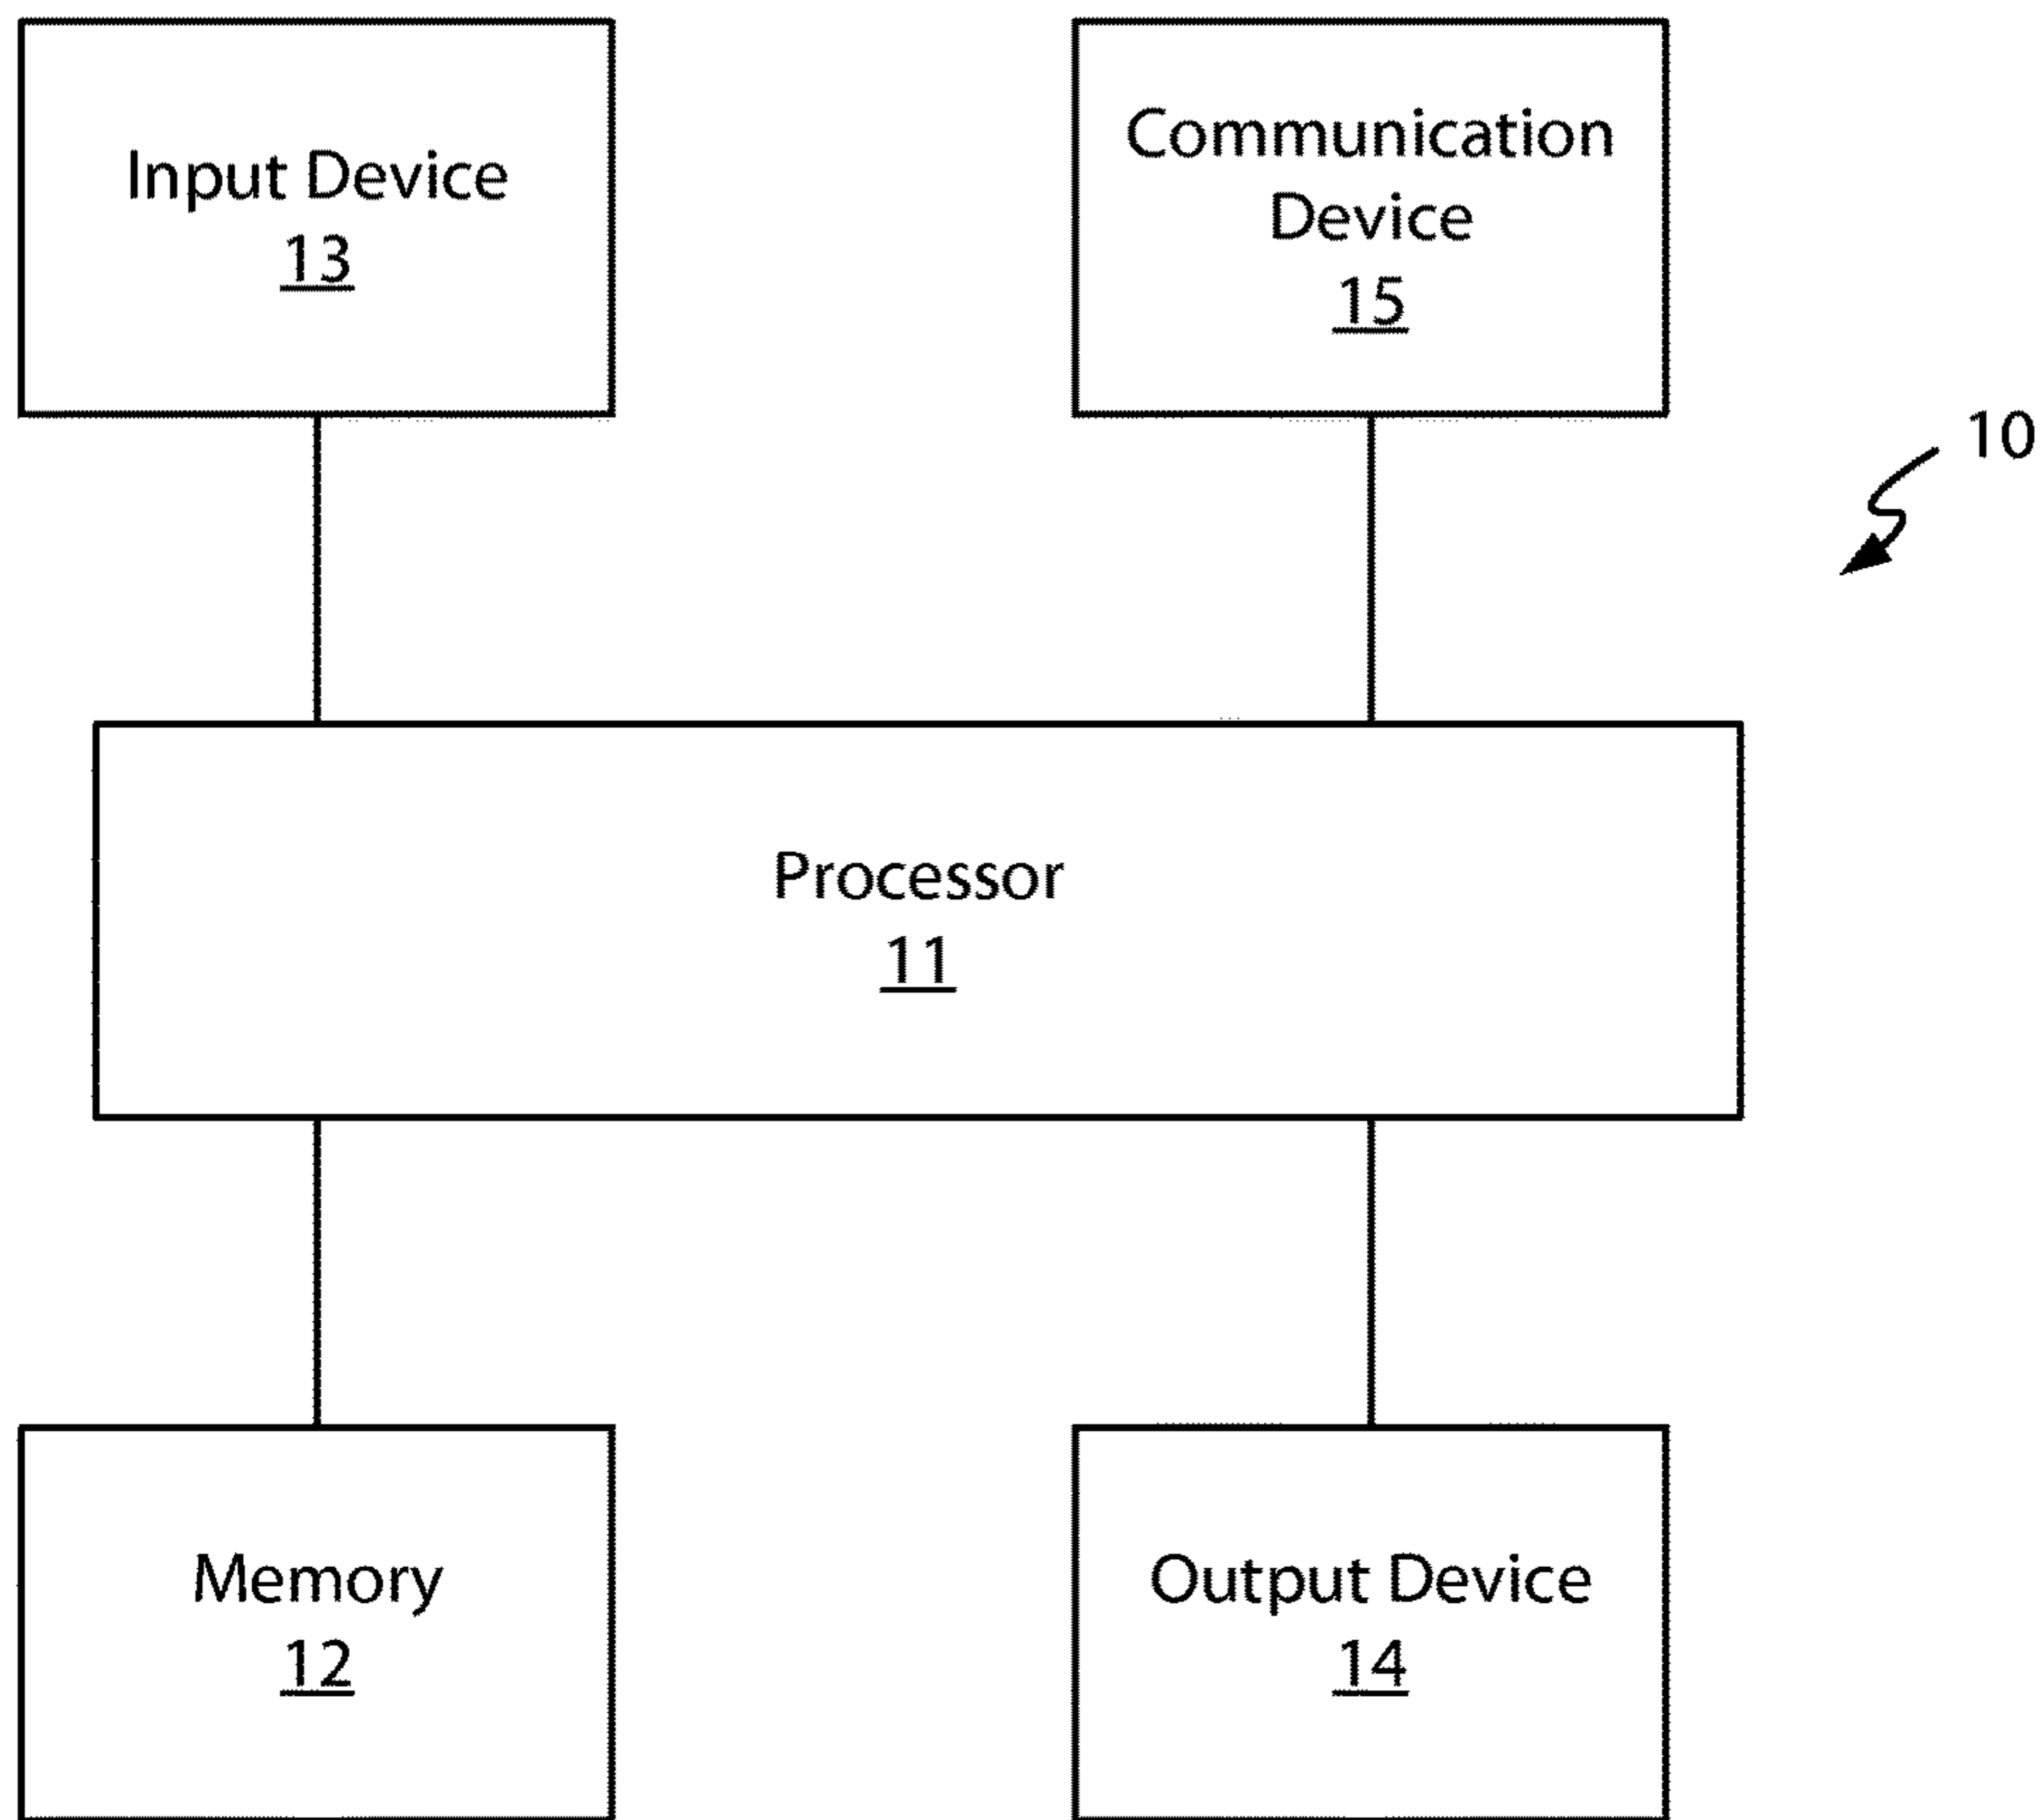 Input Device
13
Communication
Device
15
10
Processor
11
Memory
12
Output Device
14